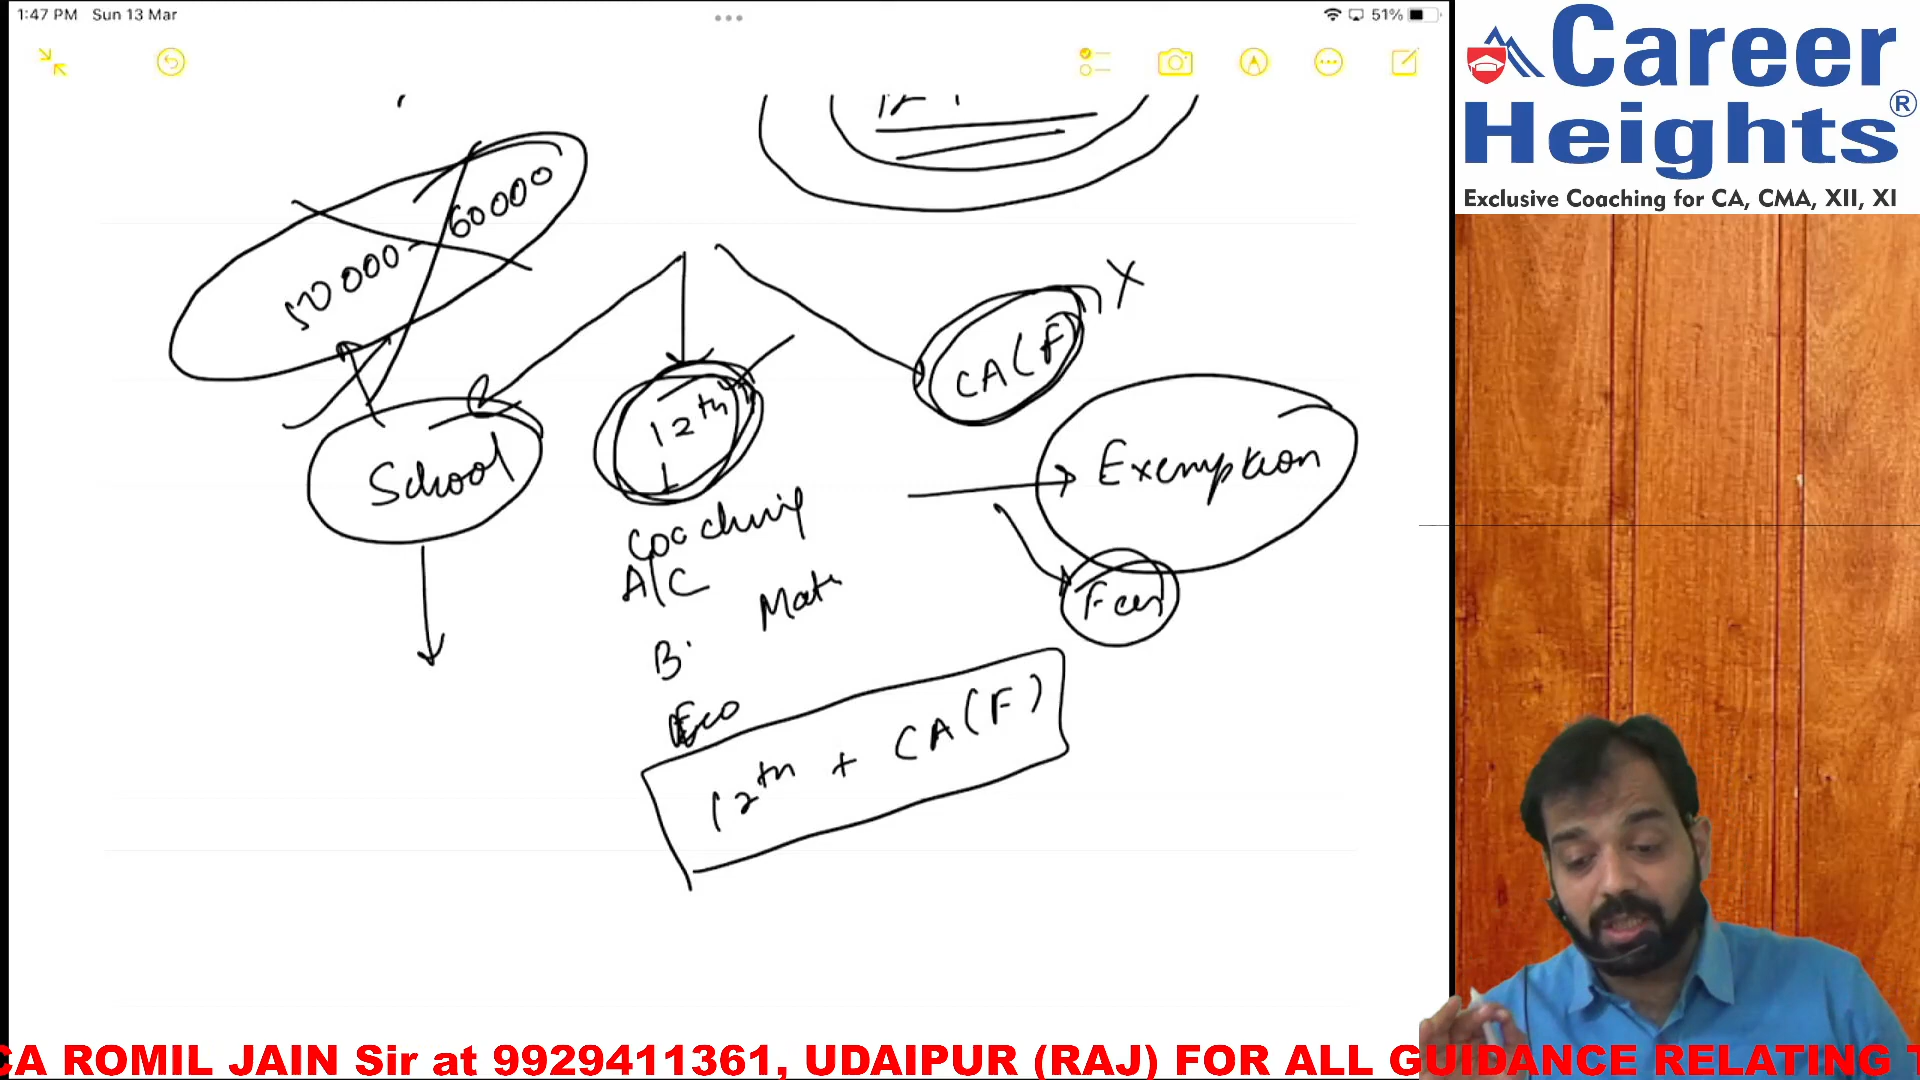 1:47 PM Sun 13 Mar
51%
Career
Heights®
Exclusive Coaching for CA, CMA, XII, XI
50000 - 60000
CA(F) X
12th
School
Exemption
Coaching
A/C
Fees
B.
Eco
12th + CA(F)
CA ROMIL JAIN Sir at 9929411361, UDAIPUR (RAJ) FOR ALL GUIDANCE RELATING